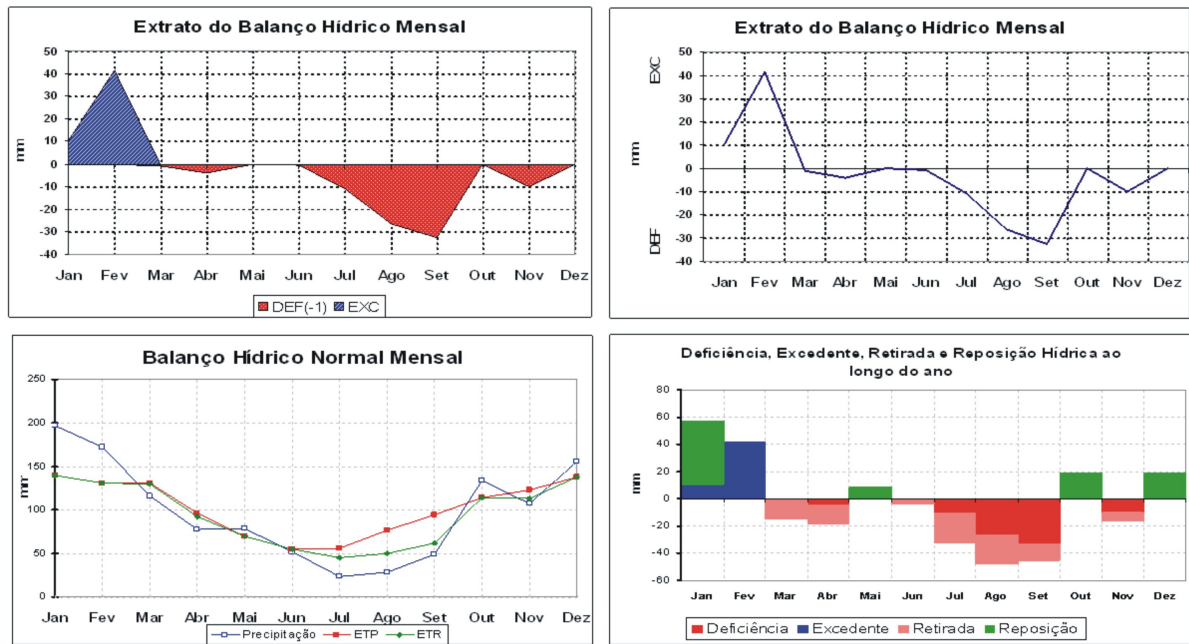 Extrato do Balanço Hídrico Mensal
50
40
30
20
10
0
-10
-20
-30
-40
mm
Jan Fev Mar Abr Mai Jun Jul Ago Set Out Nov Dez
DEF(-1) EXC
Extrato do Balanço Hídrico Mensal
50
40
30
20
10
0
-10
-20
-30
-40
EXC
mm
DEF
Jan Fev Mar Abr Mai Jun Jul Ago Set Out Nov Dez
Balanço Hídrico Normal Mensal
250
200
150
100
50
0
mm
Jan Fev Mar Abr Mai Jun Jul Ago Set Out Nov Dez
Precipitação ETP ETR
Deficiência, Excedente, Retirada e Reposição Hídrica ao
longo do ano
80
60
40
20
0
-20
-40
-60
mm
Jan Fev Mar Abr Mai Jun Jul Ago Set Out Nov Dez
Deficiência Excedente Retirada Reposição